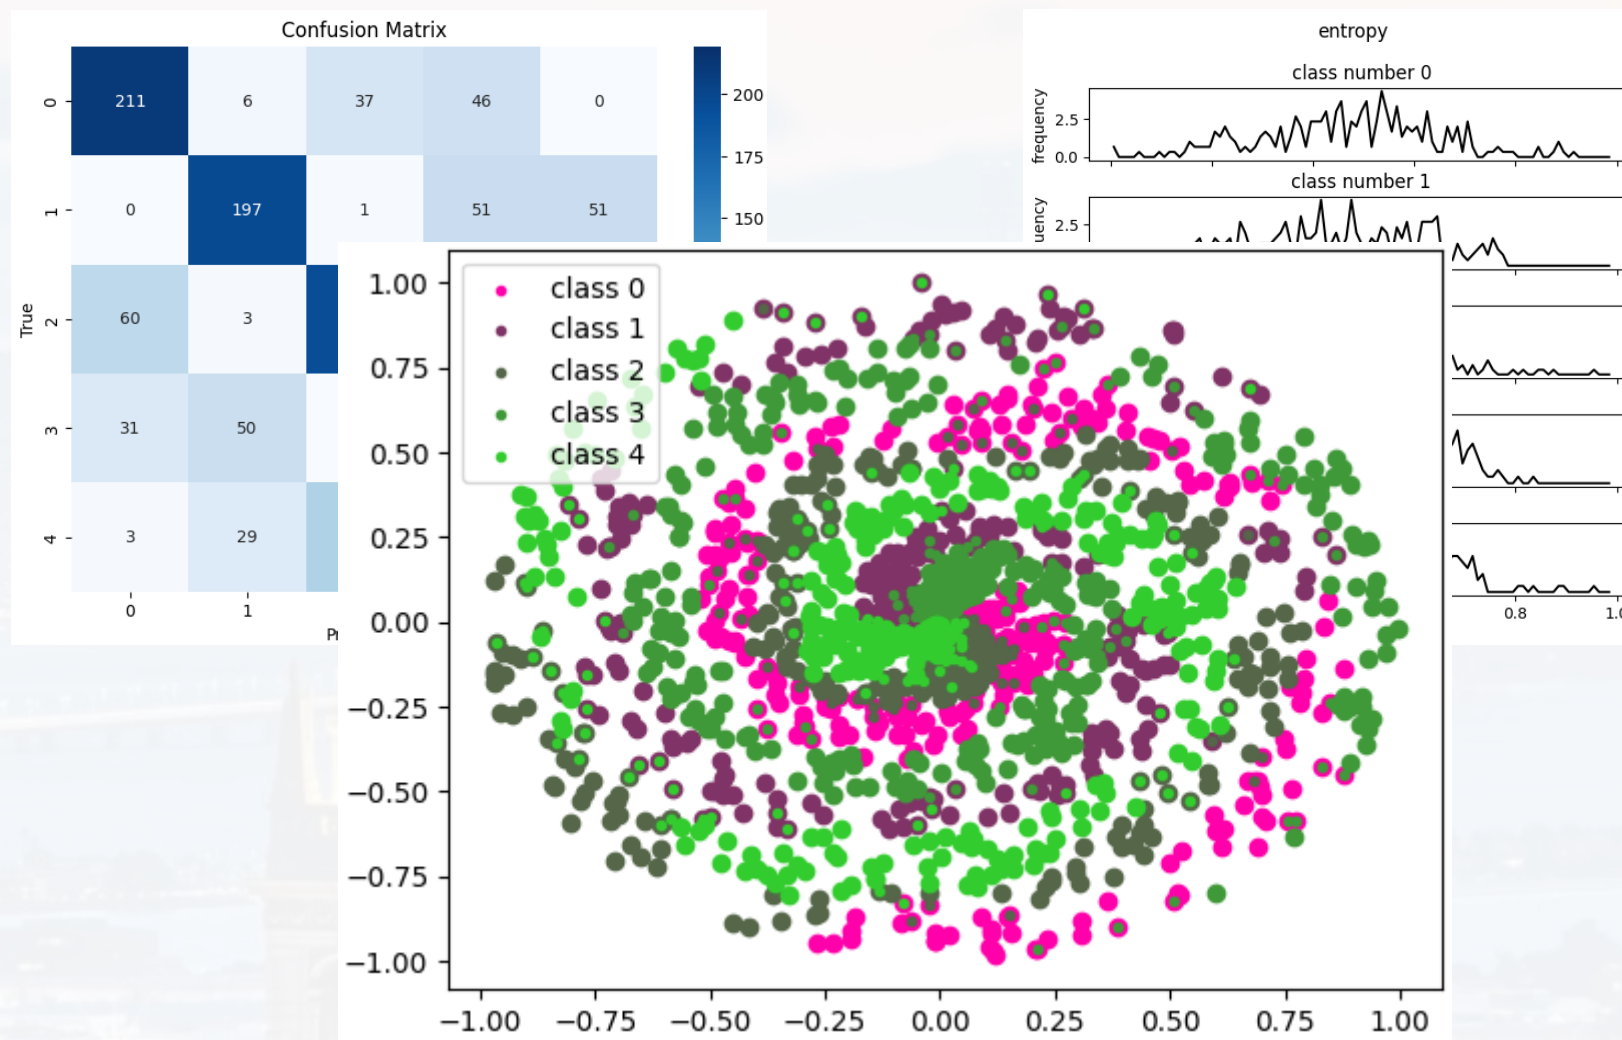 Confusion Matrix
0 211 6 37 46 0
1 0 197 1 51 51
2 60 3
3 31 50
4 3 29
0 1
True
Pr
200
175
150
entropy
class number 0
frequency
2.5
0.0
class number 1
uency
2.5
0.8
1.0
class 0
class 1
class 2
class 3
class 4
1.00
0.75
0.50
0.25
0.00
−0.25
−0.50
−0.75
−1.00
−1.00 −0.75 −0.50 −0.25 0.00 0.25 0.50 0.75 1.00